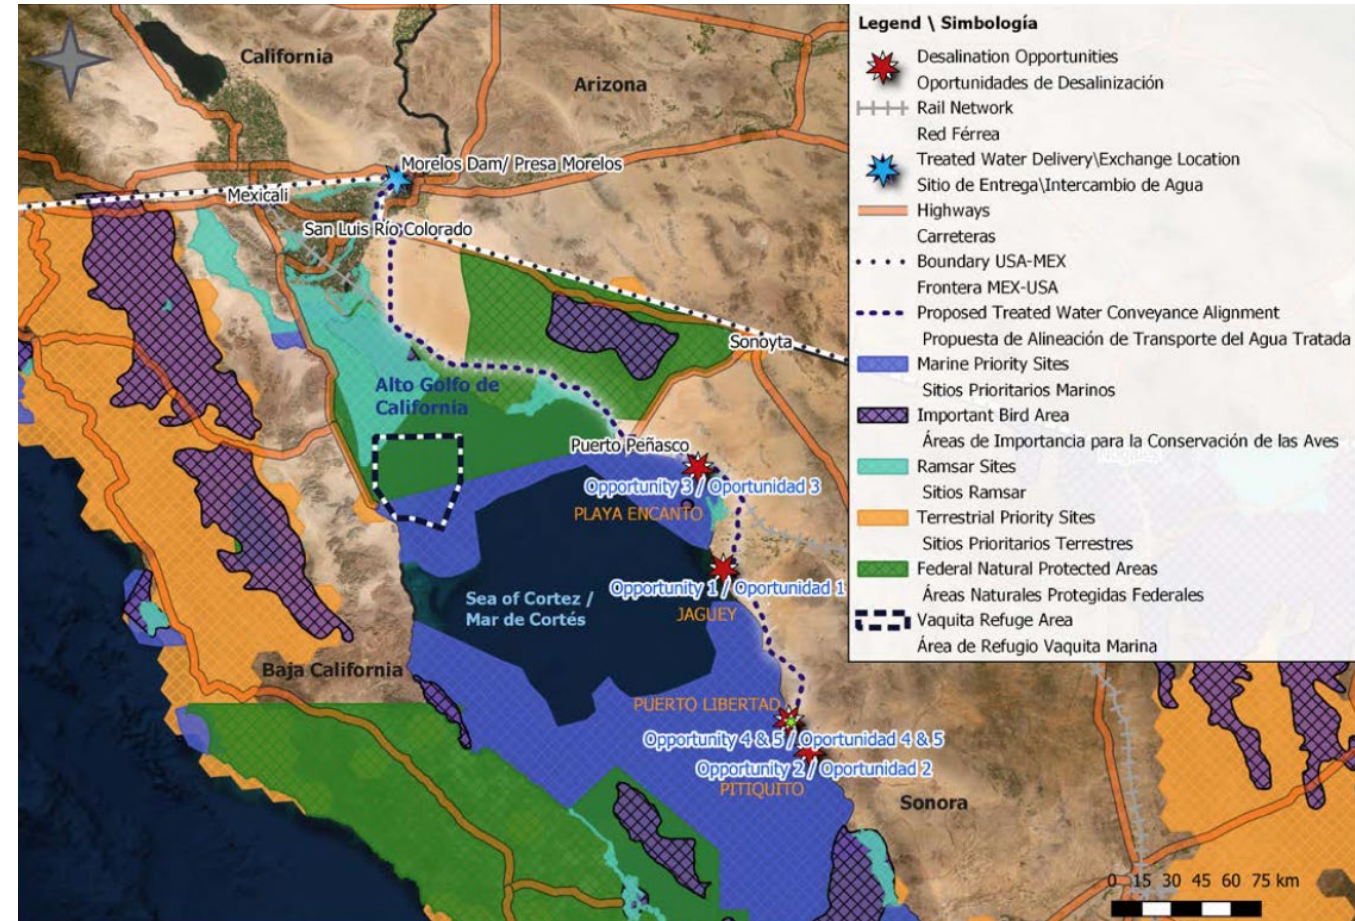 California
Arizona
Morelos Dam/ Presa Morelos
Mexicali
San Luis Río Colorado
Sonoyta
Alto Golfo de
California
Puerto Peñasco
Opportunity 3 / Oportunidad 3
PLAYA ENCANTO
Opportunity 1 / Oportunidad 1
JAGUEY
Sea of Cortez /
Mar de Cortés
Baja California
PUERTO LIBERTAD
Opportunity 4 & 5 / Oportunidad 4 & 5
Opportunity 2 / Oportunidad 2
PITIQUITO
Sonora
0 15 30 45 60 75 km
Legend \ Simbología
Desalination Opportunities
Oportunidades de Desalinización
Rail Network
Red Férrea
Treated Water Delivery\Exchange Location
Sitio de Entrega\Intercambio de Agua
Highways
Carreteras
Boundary USA-MEX
Frontera MEX-USA
Proposed Treated Water Conveyance Alignment
Propuesta de Alineación de Transporte del Agua Tratada
Marine Priority Sites
Sitios Prioritarios Marinos
Important Bird Area
Áreas de Importancia para la Conservación de las Aves
Ramsar Sites
Sitios Ramsar
Terrestrial Priority Sites
Sitios Prioritarios Terrestres
Federal Natural Protected Areas
Áreas Naturales Protegidas Federales
Vaquita Refuge Area
Área de Refugio Vaquita Marina